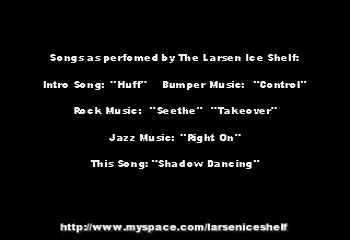 Songs as perfomed by The Larsen Ice Shelf:
Intro Song: "Huff" Bumper Music: "Control"
Rock Music: "Seethe" "Takeover"
Jazz Music: "Right On"
This Song: "Shadow Dancing"
http://www.myspace.com/larseniceshelf